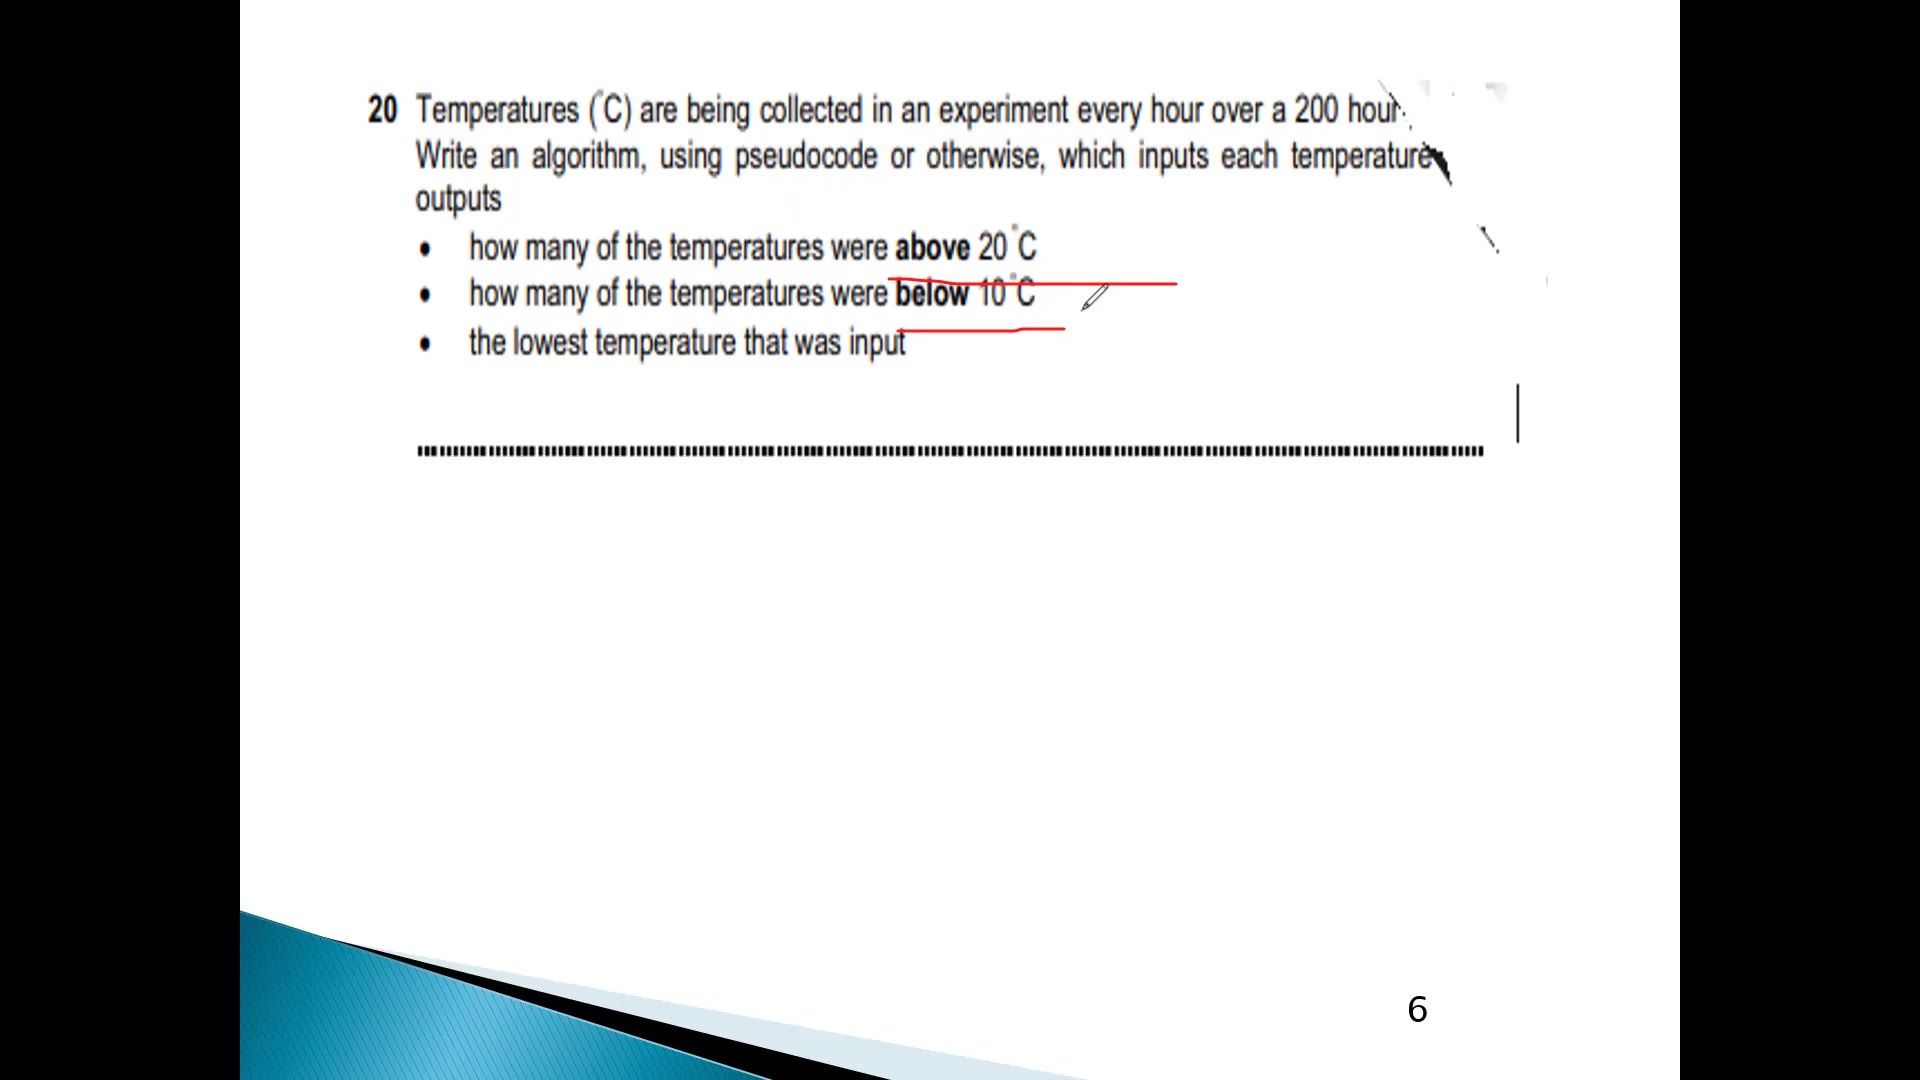 20 Temperatures (°C) are being collected in an experiment every hour over a 200 hour
Write an algorithm, using pseudocode or otherwise, which inputs each temperature
outputs
• how many of the temperatures were above 20°C
• how many of the temperatures were below 10°C
• the lowest temperature that was input
6